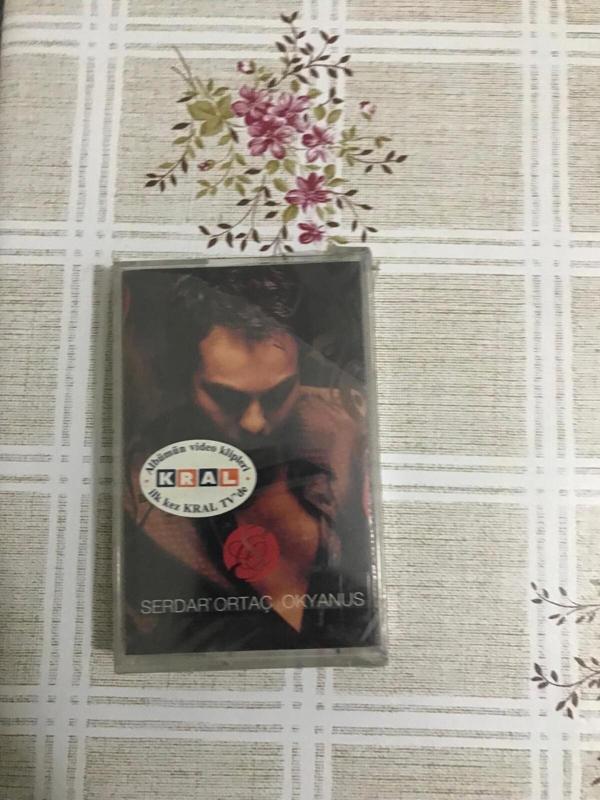 Albümün video klipleri
KRAL
ilk kez KRAL TV'de
SERDAR ORTAÇ OKYANUS